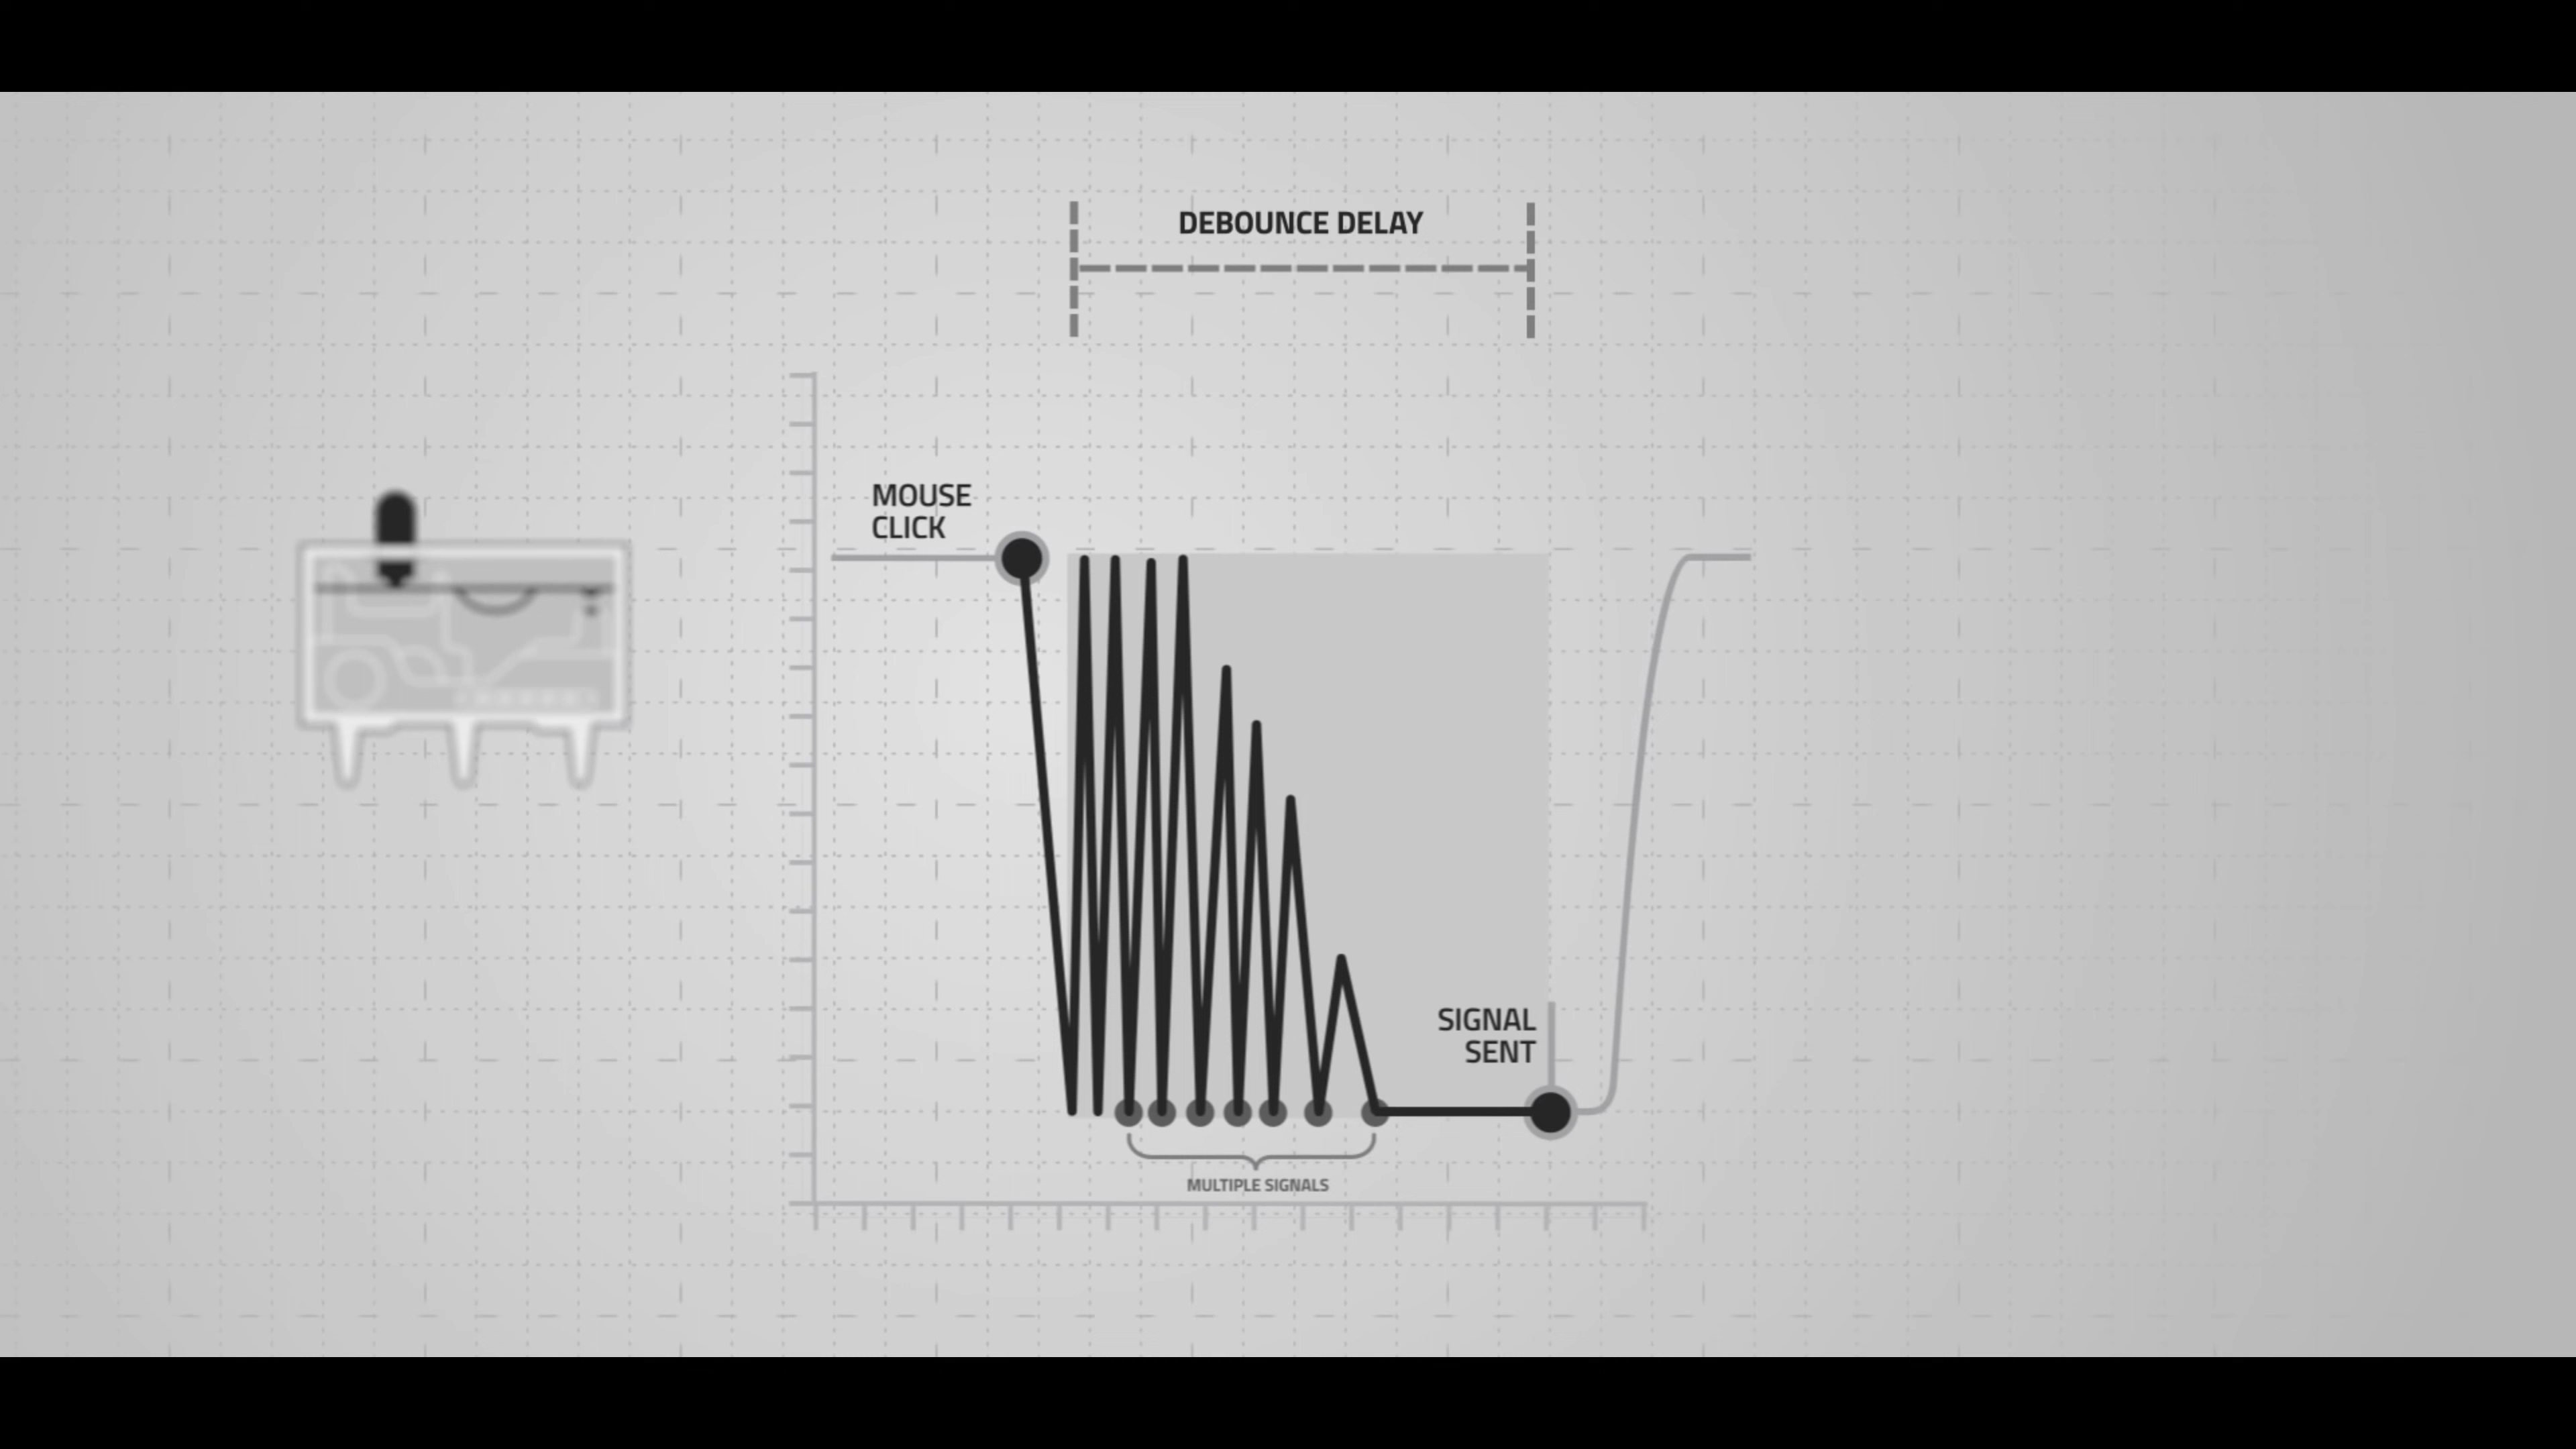 DEBOUNCE DELAY
MOUSE
CLICK
SIGNAL
SENT
MULTIPLE SIGNALS